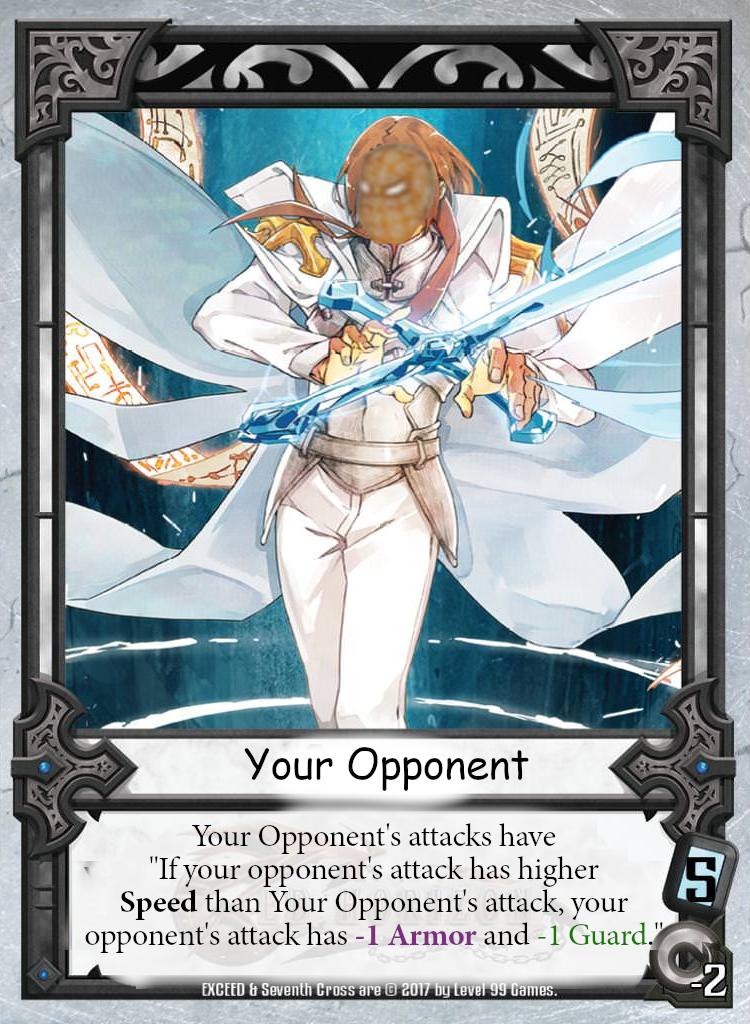 Your Opponent
Your Opponent's attacks have
"If your opponent's attack has higher
Speed than Your Opponent's attack, your
opponent's attack has -1 Armor and -1 Guard."
5
-2
EXCEED & Seventh Cross are © 2017 by Level 99 Games.